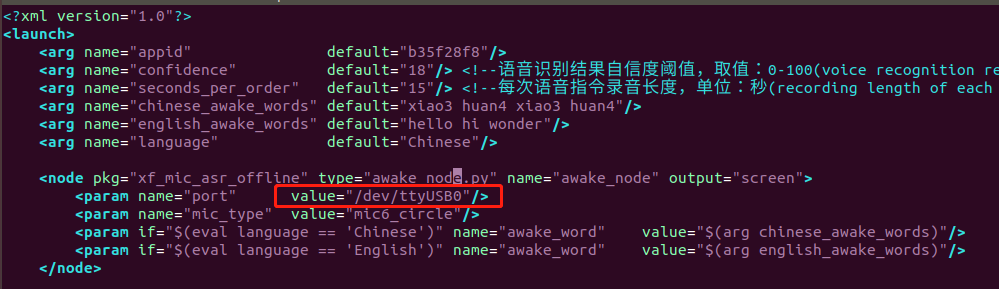 <?xml version="1.0"?>
<launch>
<arg name="appid" default="b35f28f8"/>
<arg name="confidence" default="18"/> <!--语音识别结果自信度阈值，取值：0-100(voice recognition re
<arg name="seconds_per_order" default="15"/> <!--每次语音指令录音长度，单位：秒(recording length of each
<arg name="chinese_awake_words" default="xiao3 huan4 xiao3 huan4"/>
<arg name="english_awake_words" default="hello hi wonder"/>
<arg name="language" default="Chinese"/>
<node pkg="xf_mic_asr_offline" type="awake_node.py" name="awake_node" output="screen">
<param name="port" value="/dev/ttyUSB0"/>
<param name="mic_type" value="mic6_circle"/>
<param if="$(eval language == 'Chinese')" name="awake_word" value="$(arg chinese_awake_words)"/>
<param if="$(eval language == 'English')" name="awake_word" value="$(arg english_awake_words)"/>
</node>